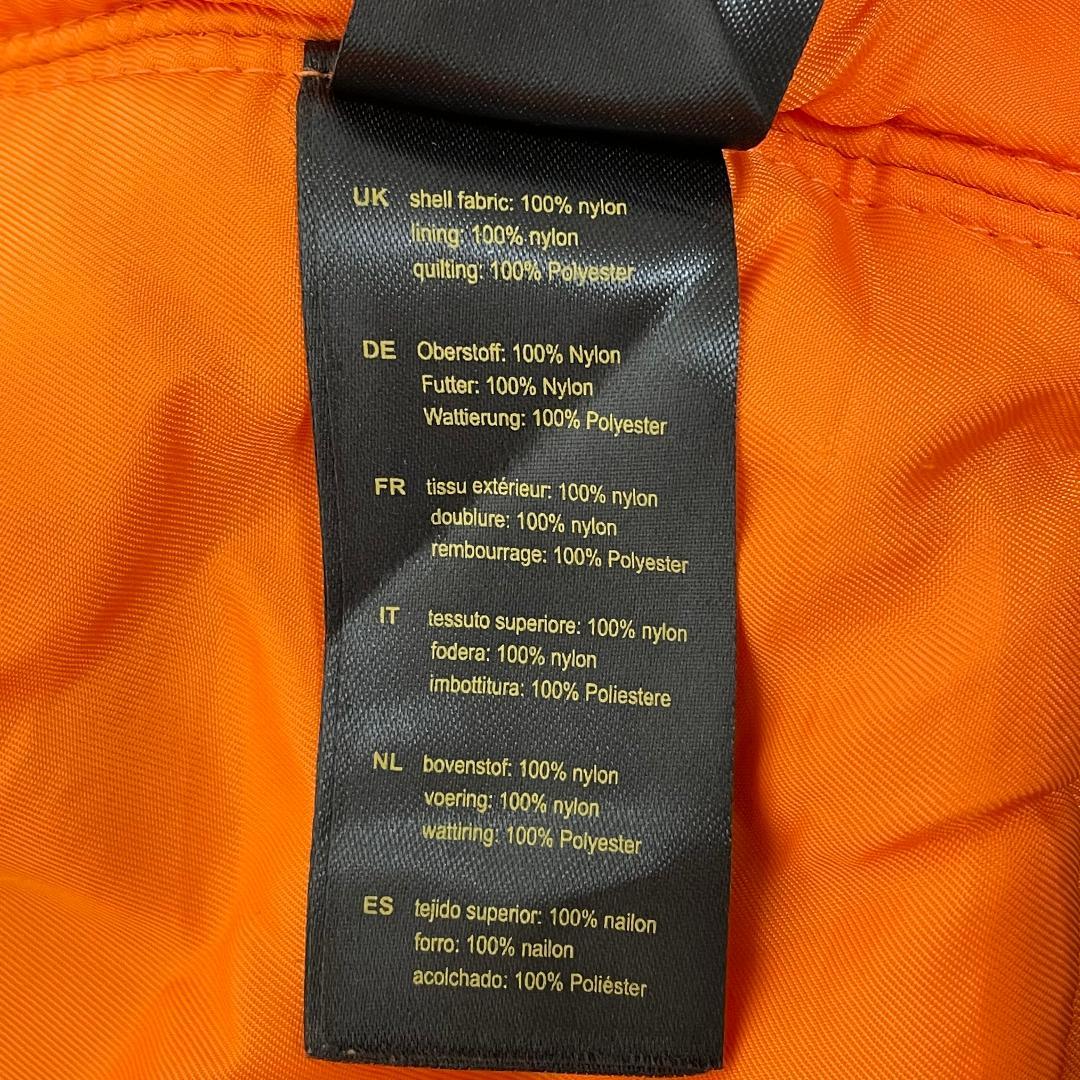 UK shell fabric: 100% nylon
lining: 100% nylon
quilting: 100% Polyester
DE Oberstoff: 100% Nylon
Futter: 100% Nylon
Wattierung: 100% Polyester
FR tissu extérieur: 100% nylon
doublure: 100% nylon
rembourrage: 100% Polyester
IT tessuto superiore: 100% nylon
fodera: 100% nylon
imbottitura: 100% Poliestere
NL bovenstof: 100% nylon
voering: 100% nylon
wattiring: 100% Polyester
ES tejido superior: 100% nailon
forro: 100% nailon
acolchado: 100% Poliéster